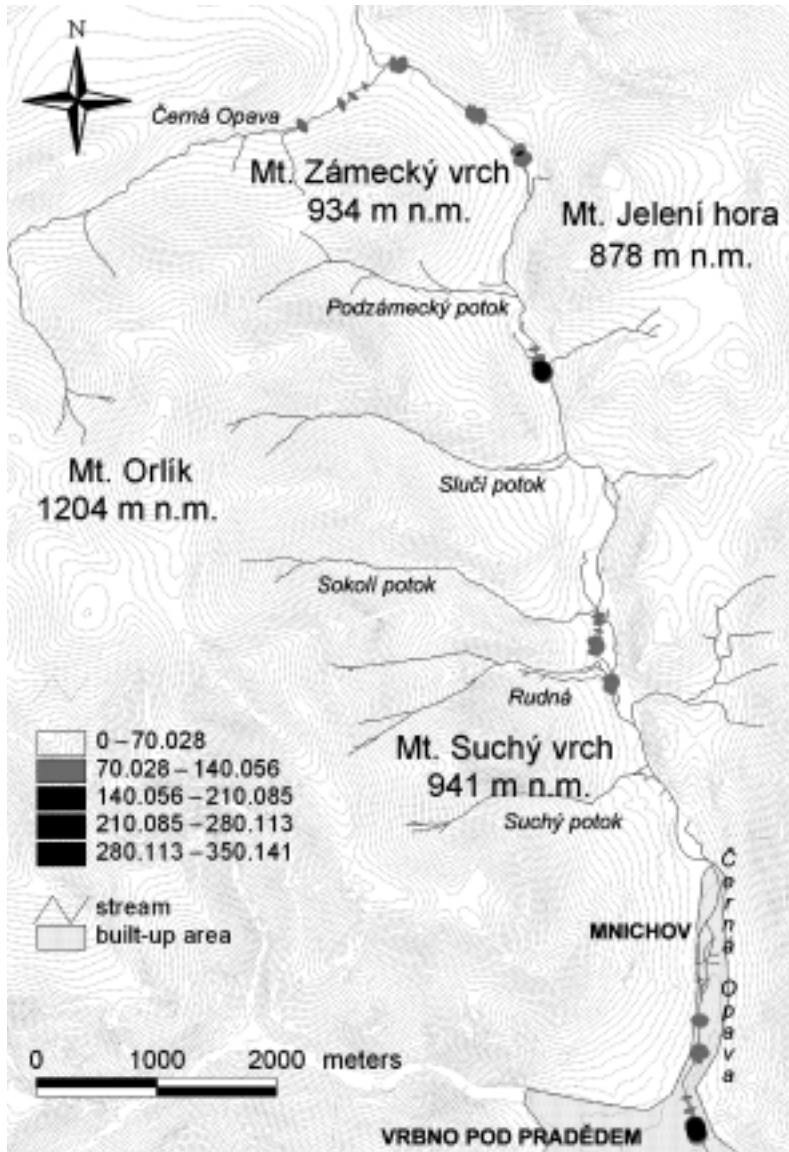 N
Černá Opava
Mt. Zámecký vrch
934 m n.m.
Mt. Jelení hora
878 m n.m.
Podzámecký potok
Mt. Orlík
1204 m n.m.
Slučí potok
Sokolí potok
Rudná
Mt. Suchý vrch
941 m n.m.
Suchý potok
0 – 70.028
70.028 – 140.056
140.056 – 210.085
210.085 – 280.113
280.113 – 350.141
stream
built-up area
MNICHOV
Černá Opava
0 1000 2000 meters
VRBNO POD PRADĚDEM